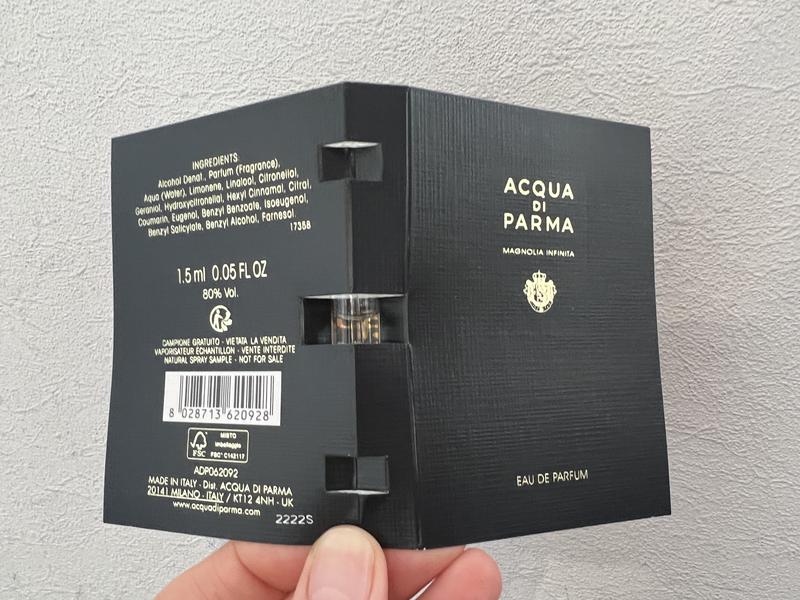 INGREDIENTS:
Alcohol Denat., Parfum (Fragrance),
Aqua (Water), Limonene, Linalool, Citronellol,
Geraniol, Hydroxycitronellal, Hexyl Cinnamal, Citral,
Coumarin, Eugenol, Benzyl Benzoate, Isoeugenol,
Benzyl Salicylate, Benzyl Alcohol, Farnesol.
17358
1.5 ml 0.05 FL OZ
80% Vol.
CAMPIONE GRATUITO - VIETATA LA VENDITA
VAPORISATEUR ÉCHANTILLON - VENTE INTERDITE
NATURAL SPRAY SAMPLE - NOT FOR SALE
8 028713 620928
FSC
MISTO
Imballaggio
FSC® C142117
ADP062092
MADE IN ITALY - Dist. ACQUA DI PARMA
20141 MILANO - ITALY / KT12 4NH - UK
www.acquadiparma.com
2222S
ACQUA
DI
PARMA
MAGNOLIA INFINITA
EAU DE PARFUM